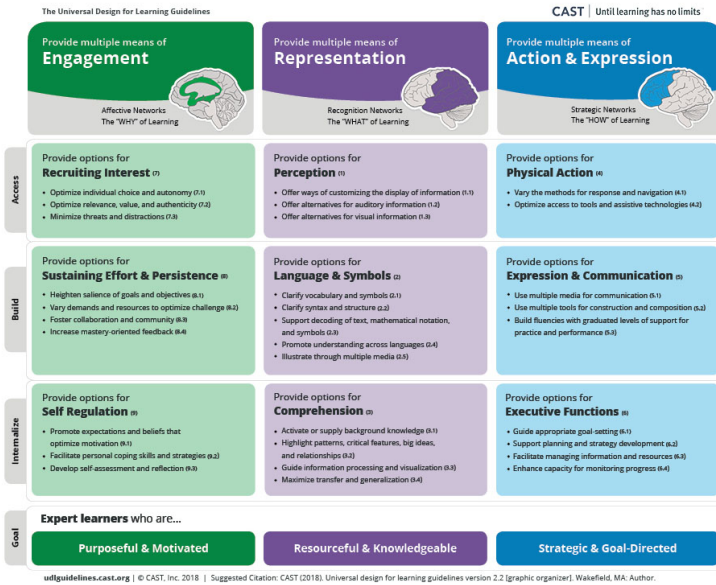 The Universal Design for Learning Guidelines
CAST | Until learning has no limits
Provide multiple means of
Engagement
Affective Networks
The "WHY" of Learning
Provide multiple means of
Representation
Recognition Networks
The "WHAT" of Learning
Provide multiple means of
Action & Expression
Strategic Networks
The "HOW" of Learning
Access
Provide options for
Recruiting Interest (7)
• Optimize individual choice and autonomy (7.1)
• Optimize relevance, value, and authenticity (7.2)
• Minimize threats and distractions (7.3)
Provide options for
Perception (1)
• Offer ways of customizing the display of information (1.1)
• Offer alternatives for auditory information (1.2)
• Offer alternatives for visual information (1.3)
Provide options for
Physical Action (4)
• Vary the methods for response and navigation (4.1)
• Optimize access to tools and assistive technologies (4.2)
Build
Provide options for
Sustaining Effort & Persistence (8)
• Heighten salience of goals and objectives (8.1)
• Vary demands and resources to optimize challenge (8.2)
• Foster collaboration and community (8.3)
• Increase mastery-oriented feedback (8.4)
Provide options for
Language & Symbols (2)
• Clarify vocabulary and symbols (2.1)
• Clarify syntax and structure (2.2)
• Support decoding of text, mathematical notation,
and symbols (2.3)
• Promote understanding across languages (2.4)
• Illustrate through multiple media (2.5)
Provide options for
Expression & Communication (5)
• Use multiple media for communication (5.1)
• Use multiple tools for construction and composition (5.2)
• Build fluencies with graduated levels of support for
practice and performance (5.3)
Internalize
Provide options for
Self Regulation (9)
• Promote expectations and beliefs that
optimize motivation (9.1)
• Facilitate personal coping skills and strategies (9.2)
• Develop self-assessment and reflection (9.3)
Provide options for
Comprehension (3)
• Activate or supply background knowledge (3.1)
• Highlight patterns, critical features, big ideas,
and relationships (3.2)
• Guide information processing and visualization (3.3)
• Maximize transfer and generalization (3.4)
Provide options for
Executive Functions (6)
• Guide appropriate goal-setting (6.1)
• Support planning and strategy development (6.2)
• Facilitate managing information and resources (6.3)
• Enhance capacity for monitoring progress (6.4)
Goal
Expert learners who are...
Purposeful & Motivated
Resourceful & Knowledgeable
Strategic & Goal-Directed
udlguidelines.cast.org | © CAST, Inc. 2018 | Suggested Citation: CAST (2018). Universal design for learning guidelines version 2.2 [graphic organizer]. Wakefield, MA: Author.